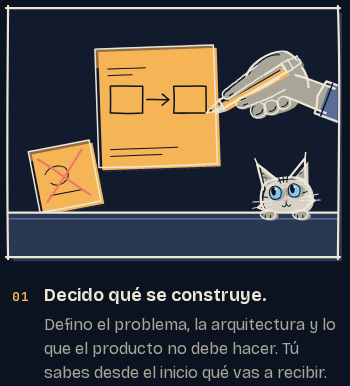 01 Decido qué se construye.
Defino el problema, la arquitectura y lo
que el producto no debe hacer. Tú
sabes desde el inicio qué vas a recibir.